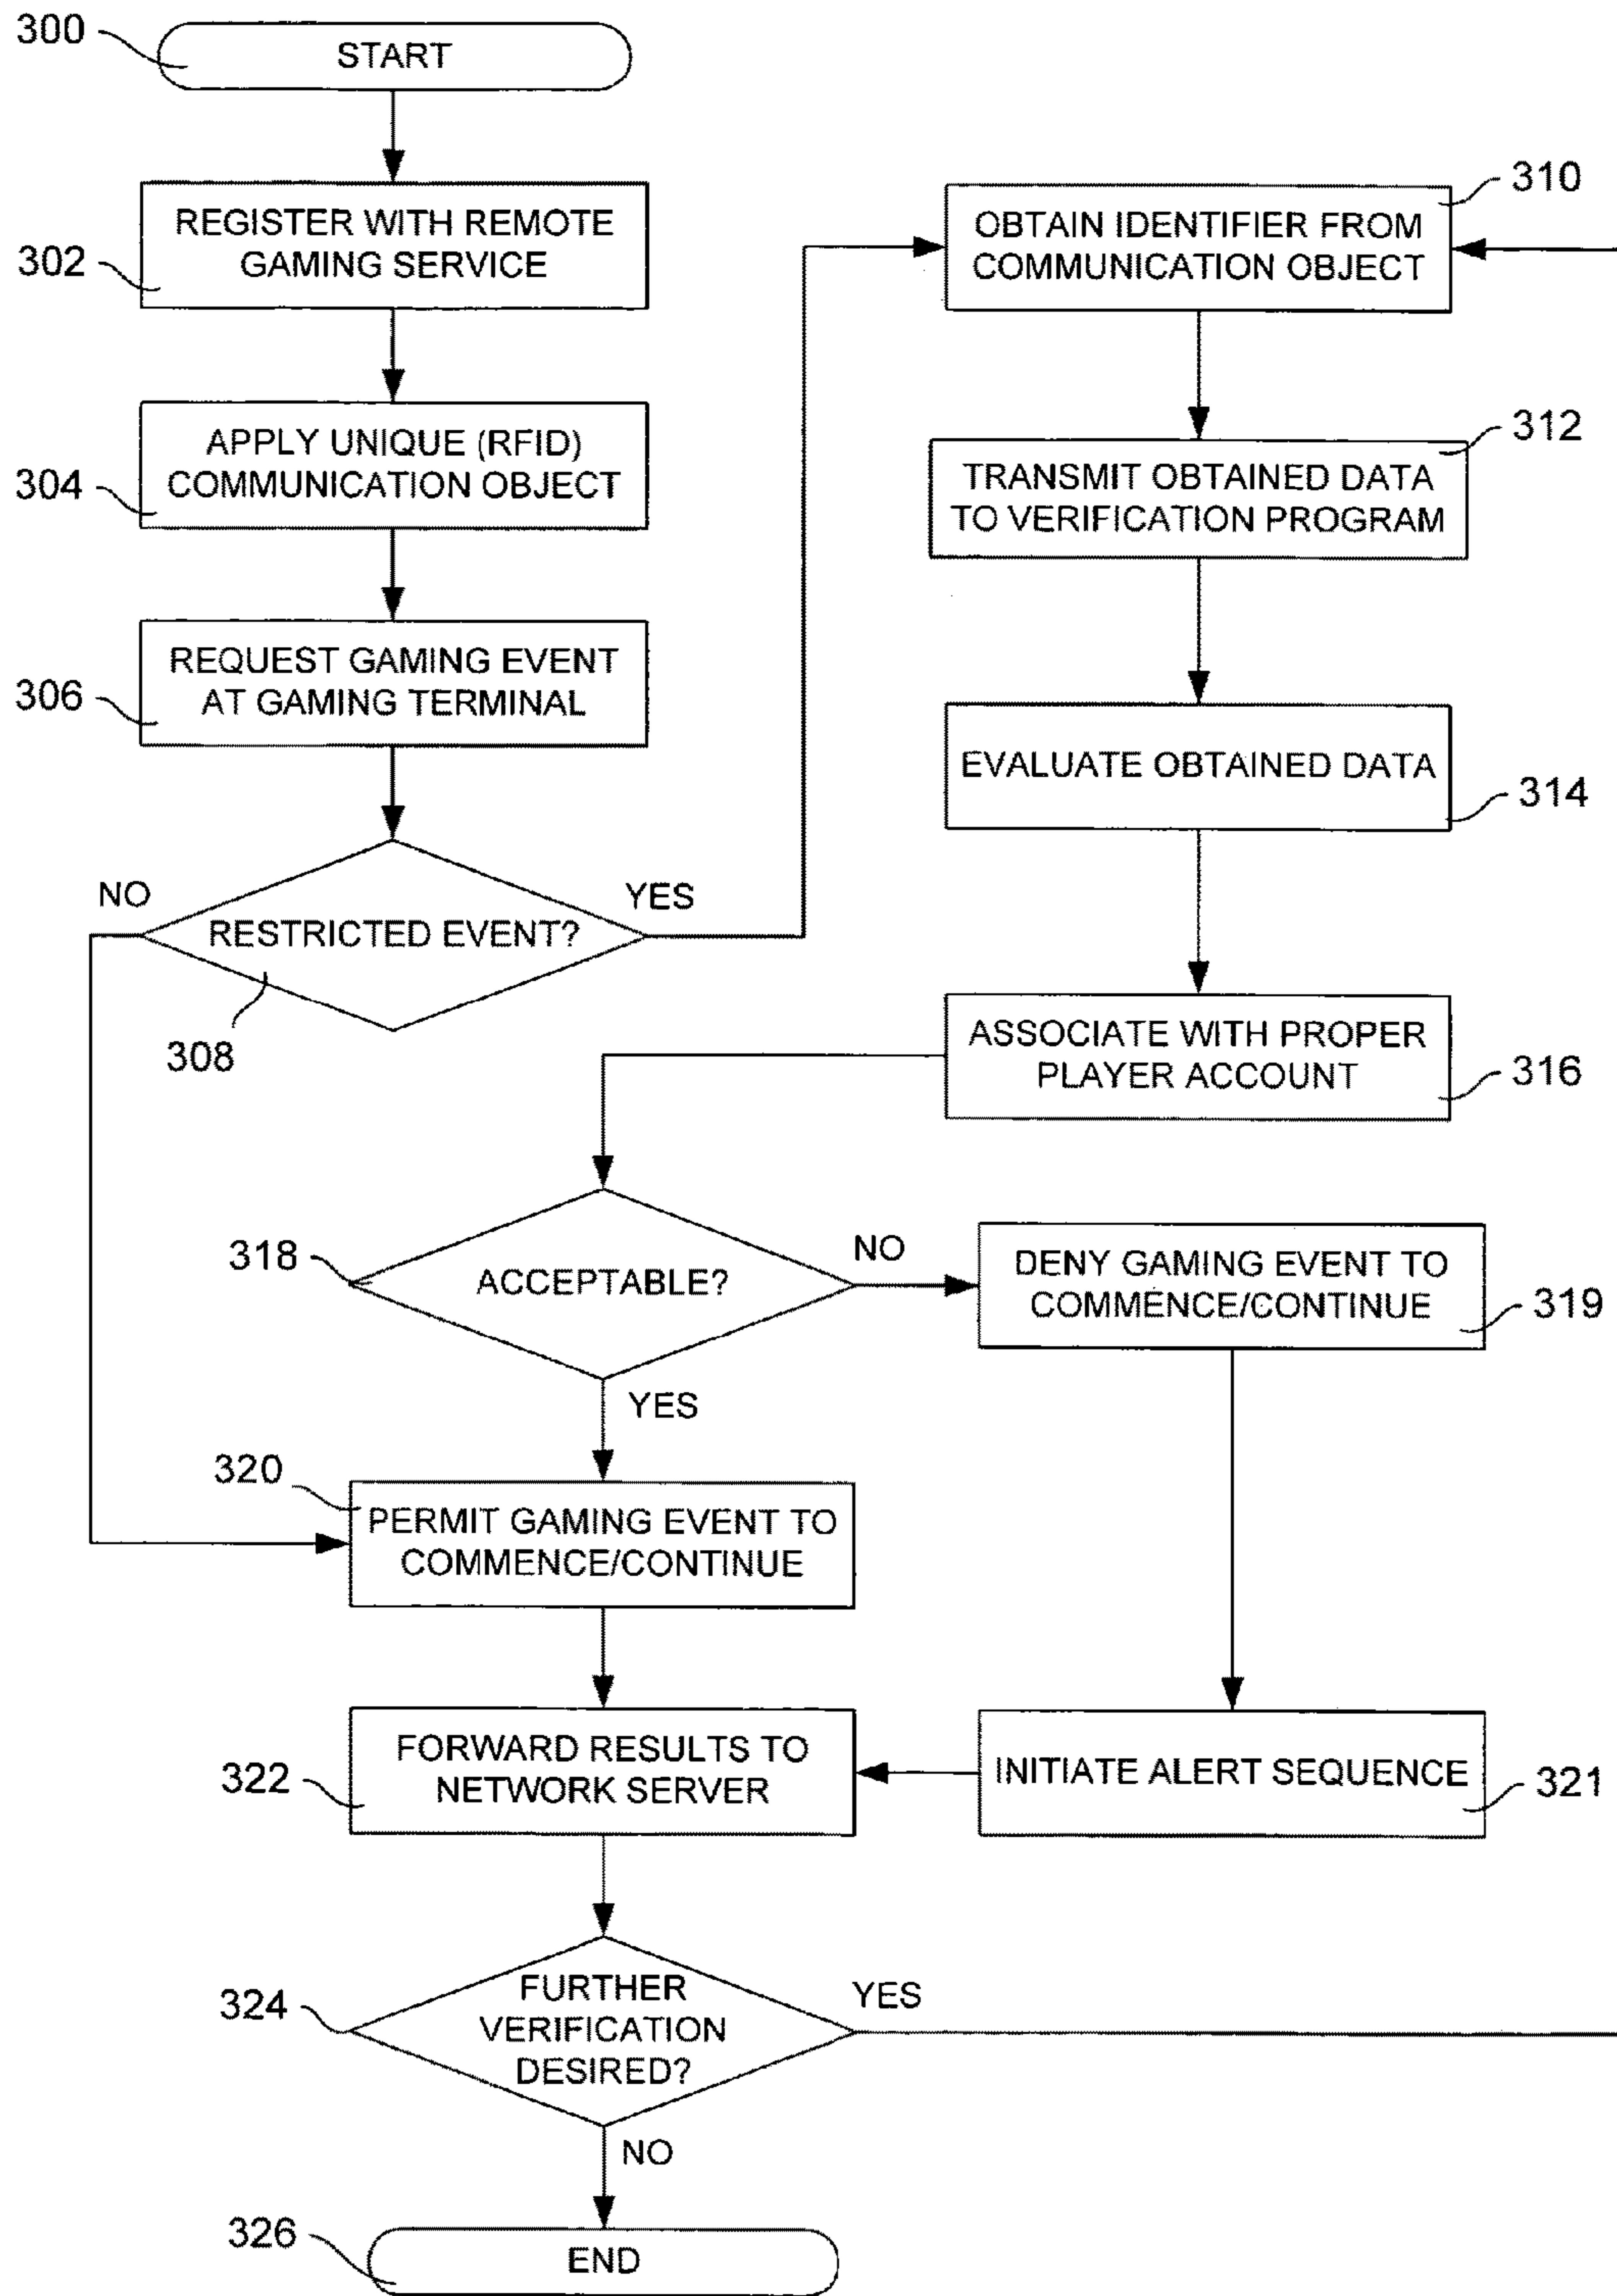 300
START
REGISTER WITH REMOTE
GAMING SERVICE
302
APPLY UNIQUE (RFID)
COMMUNICATION OBJECT
304
REQUEST GAMING EVENT
AT GAMING TERMINAL
306
NO
YES
RESTRICTED EVENT?
308
310
OBTAIN IDENTIFIER FROM
COMMUNICATION OBJECT
312
TRANSMIT OBTAINED DATA
TO VERIFICATION PROGRAM
EVALUATE OBTAINED DATA
314
ASSOCIATE WITH PROPER
PLAYER ACCOUNT
316
318
ACCEPTABLE?
NO
YES
DENY GAMING EVENT TO
COMMENCE/CONTINUE
319
320
PERMIT GAMING EVENT TO
COMMENCE/CONTINUE
FORWARD RESULTS TO
NETWORK SERVER
322
INITIATE ALERT SEQUENCE
321
324
FURTHER
VERIFICATION
DESIRED?
YES
NO
326
END